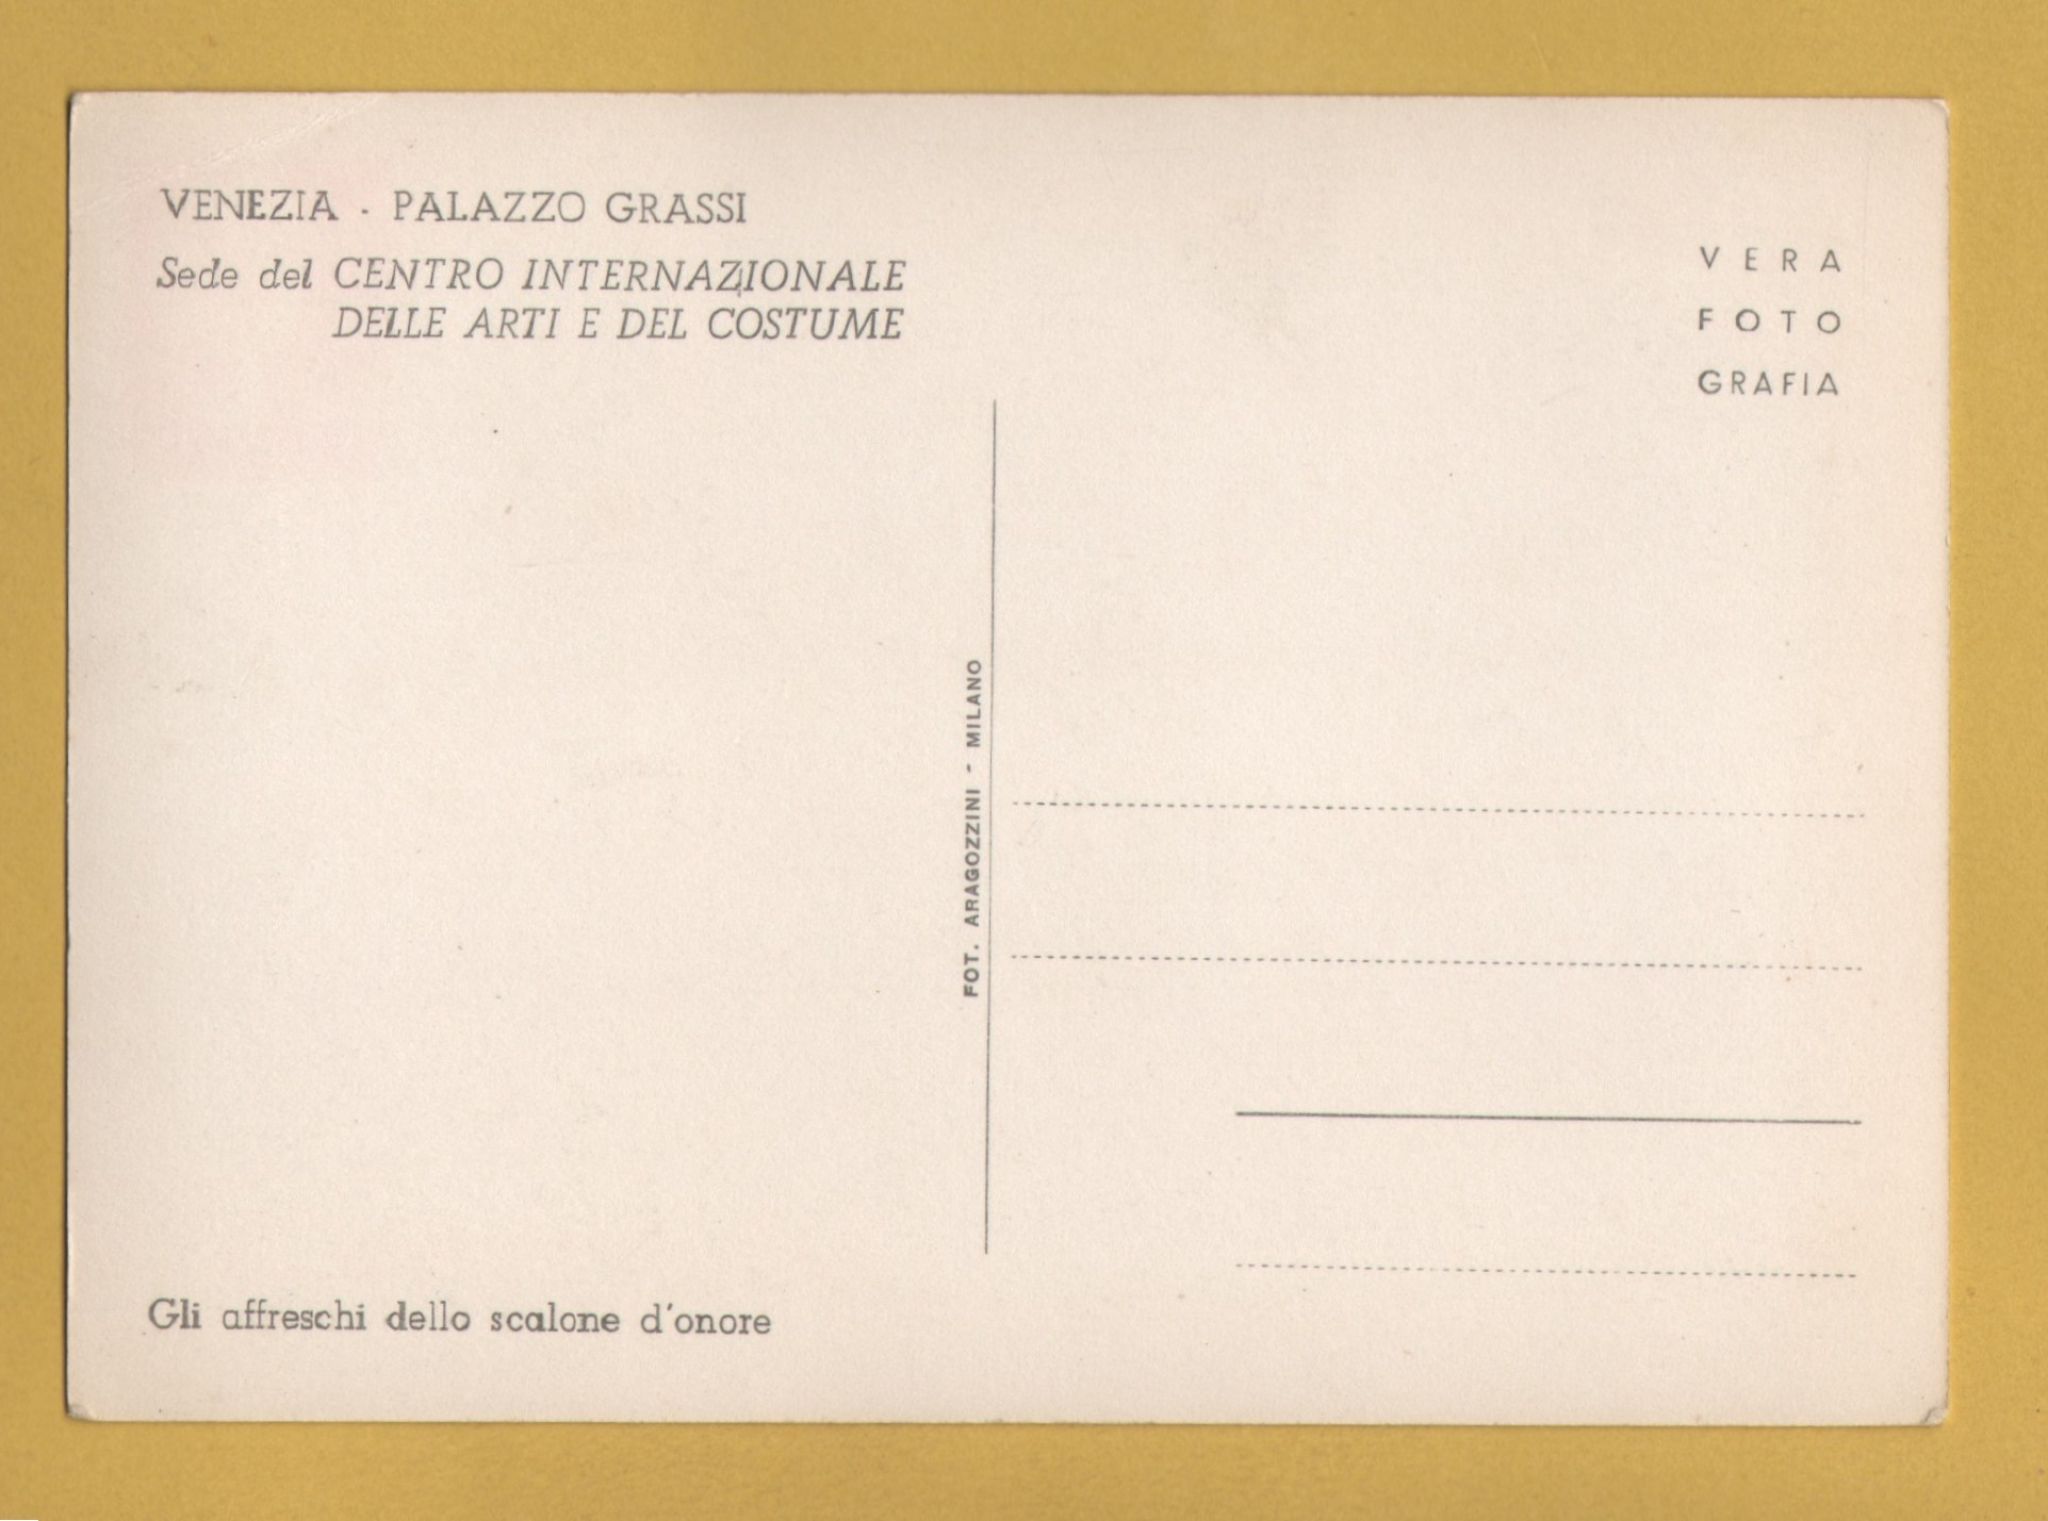 VENEZIA - PALAZZO GRASSI
Sede del CENTRO INTERNAZIONALE
DELLE ARTI E DEL COSTUME
VERA
FOTO
GRAFIA
FOT. ARAGOZZINI - MILANO
Gli affreschi dello scalone d'onore